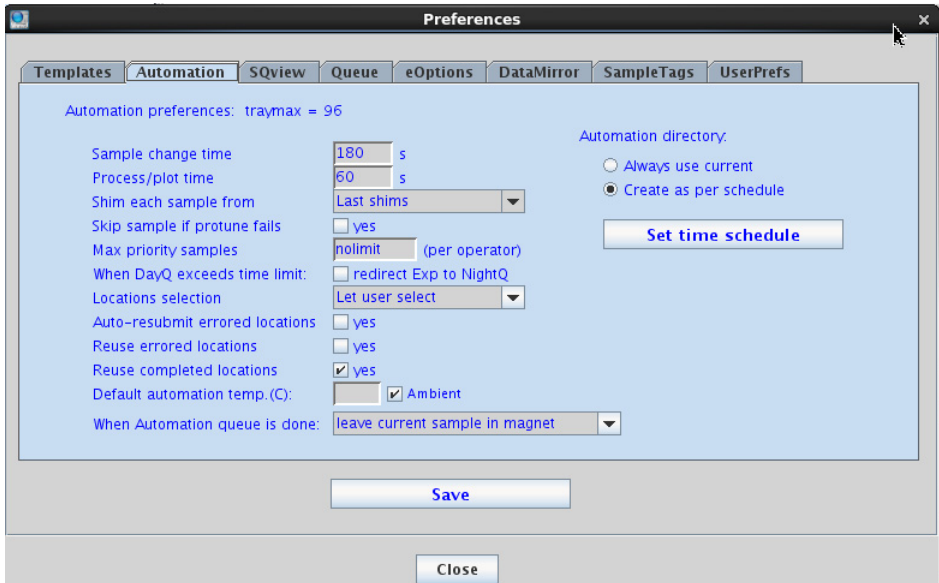 Preferences
Templates Automation SQview Queue eOptions DataMirror SampleTags UserPrefs
Automation preferences: traymax = 96
Sample change time 180 s
Process/plot time 60 s
Shim each sample from Last shims
Skip sample if protune fails yes
Max priority samples nolimit (per operator)
When DayQ exceeds time limit: redirect Exp to NightQ
Locations selection Let user select
Auto-resubmit errored locations yes
Reuse errored locations yes
Reuse completed locations yes
Default automation temp.(C): Ambient
When Automation queue is done: leave current sample in magnet
Automation directory:
Always use current
Create as per schedule
Set time schedule
Save
Close